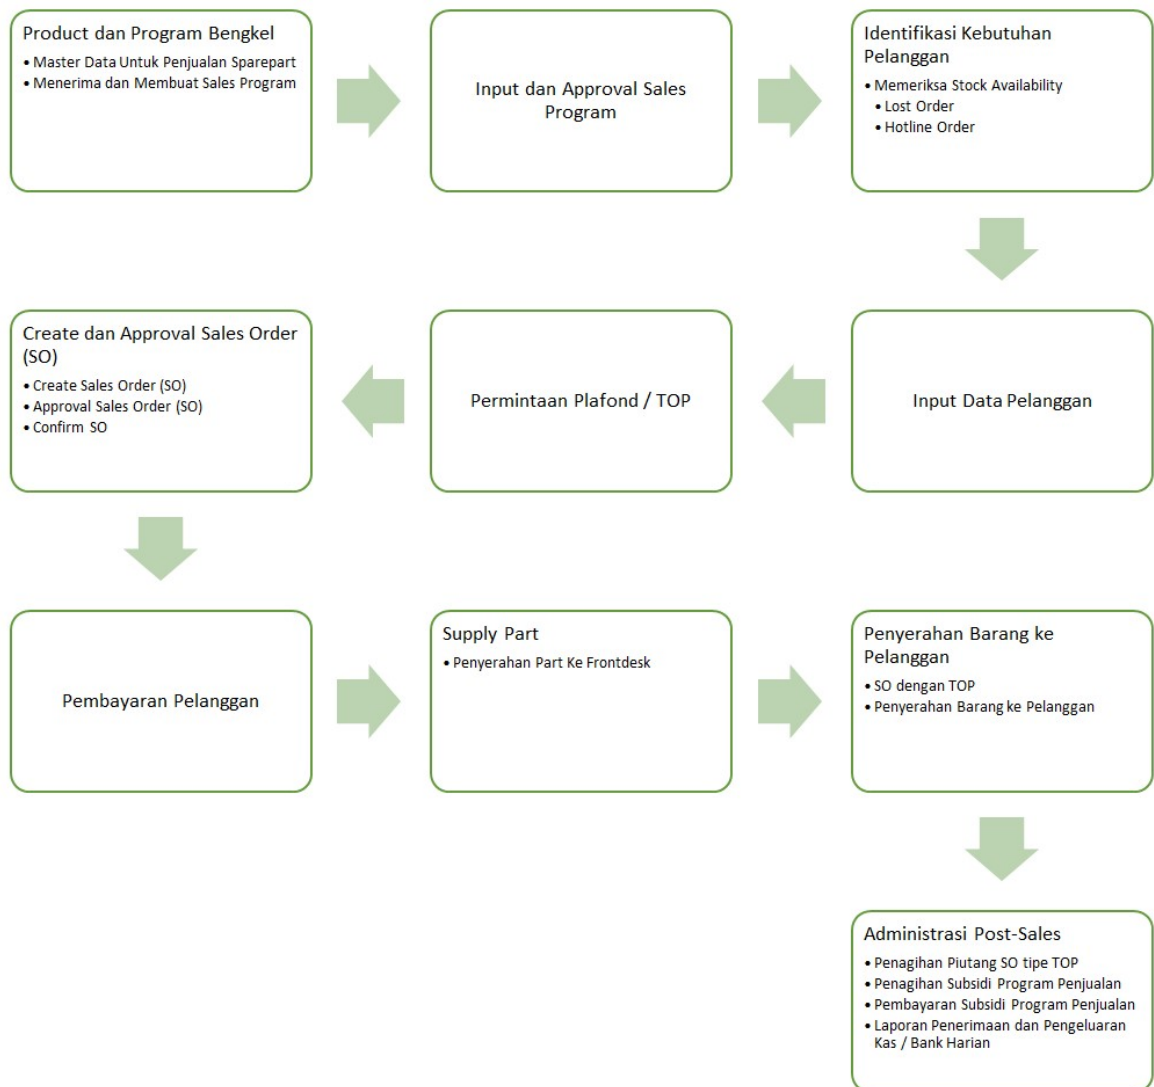 Product dan Program Bengkel
• Master Data Untuk Penjualan Sparepart
• Menerima dan Membuat Sales Program
Input dan Approval Sales
Program
Identifikasi Kebutuhan
Pelanggan
• Memeriksa Stock Availability
• Lost Order
• Hotline Order
Input Data Pelanggan
Permintaan Plafond / TOP
Create dan Approval Sales Order
(SO)
• Create Sales Order (SO)
• Approval Sales Order (SO)
• Confirm SO
Pembayaran Pelanggan
Supply Part
• Penyerahan Part Ke Frontdesk
Penyerahan Barang ke
Pelanggan
• SO dengan TOP
• Penyerahan Barang ke Pelanggan
Administrasi Post-Sales
• Penagihan Piutang SO tipe TOP
• Penagihan Subsidi Program Penjualan
• Pembayaran Subsidi Program Penjualan
• Laporan Penerimaan dan Pengeluaran
Kas / Bank Harian